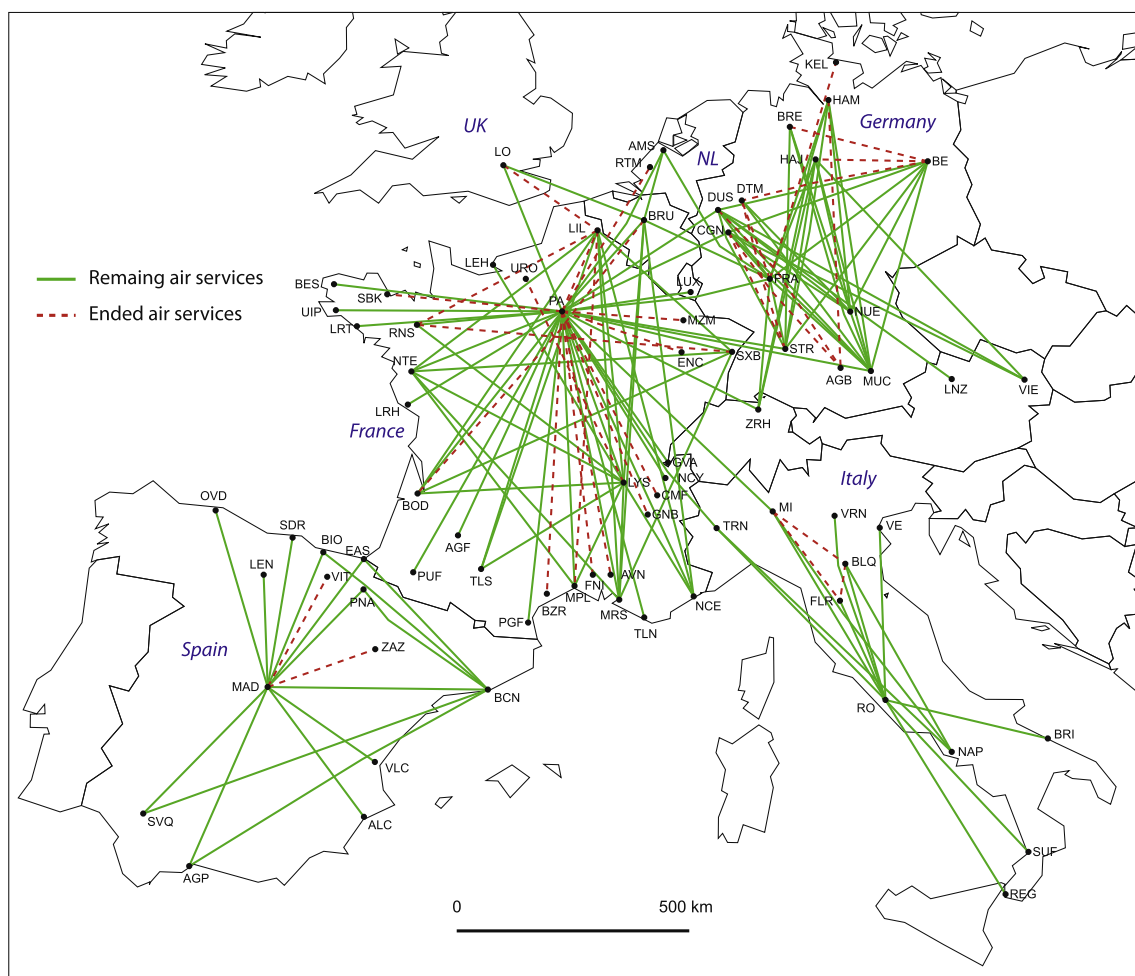 KEL
HAM
BRE
UK
Germany
AMS
NL
HAJ
BE
LO
RTM
DTM
DUS
BRU
CGN
LIL
LEH
URO
FRA
Remaing air services
BES
SBK
PA
LUX
Ended air services
UIP
MZM
NUE
LRT
RNS
ENC
SXB
STR
NTE
AGB
MUC
LNZ
VIE
LRH
ZRH
France
GVA
NCY
Italy
LYS
CMF
BOD
GNB
MI
VRN
VE
OVD
TRN
SDR
BIO
EAS
AGF
BLQ
LEN
VIT
PUF
TLS
FN
AVN
PNA
BZR
MPL
MRS
NCE
FLR
PGF
TLN
Spain
ZAZ
MAD
BCN
RO
BRI
NAP
VLC
SVQ
ALC
SUF
AGP
REG
0
500 km